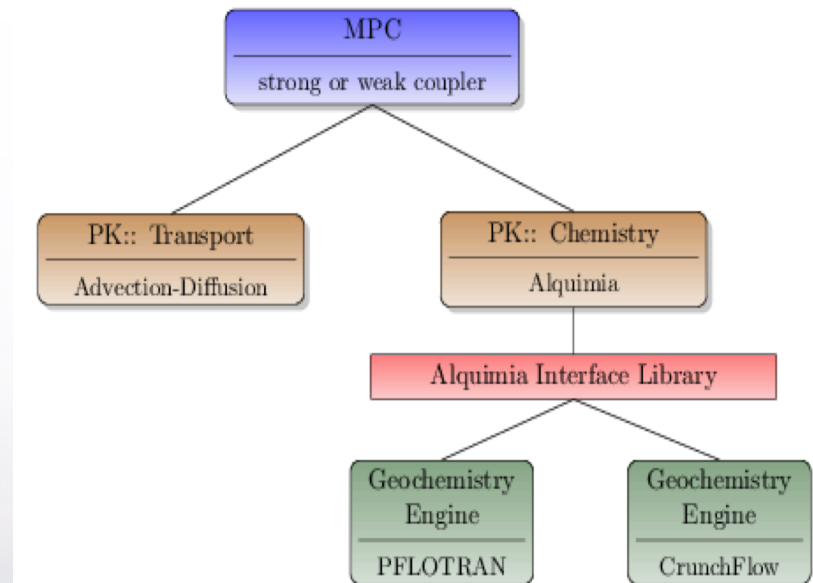 MPC
strong or weak coupler
PK:: Transport
Advection-Diffusion
PK:: Chemistry
Alquimia
Alquimia Interface Library
Geochemistry
Engine
PFLOTRAN
Geochemistry
Engine
CrunchFlow